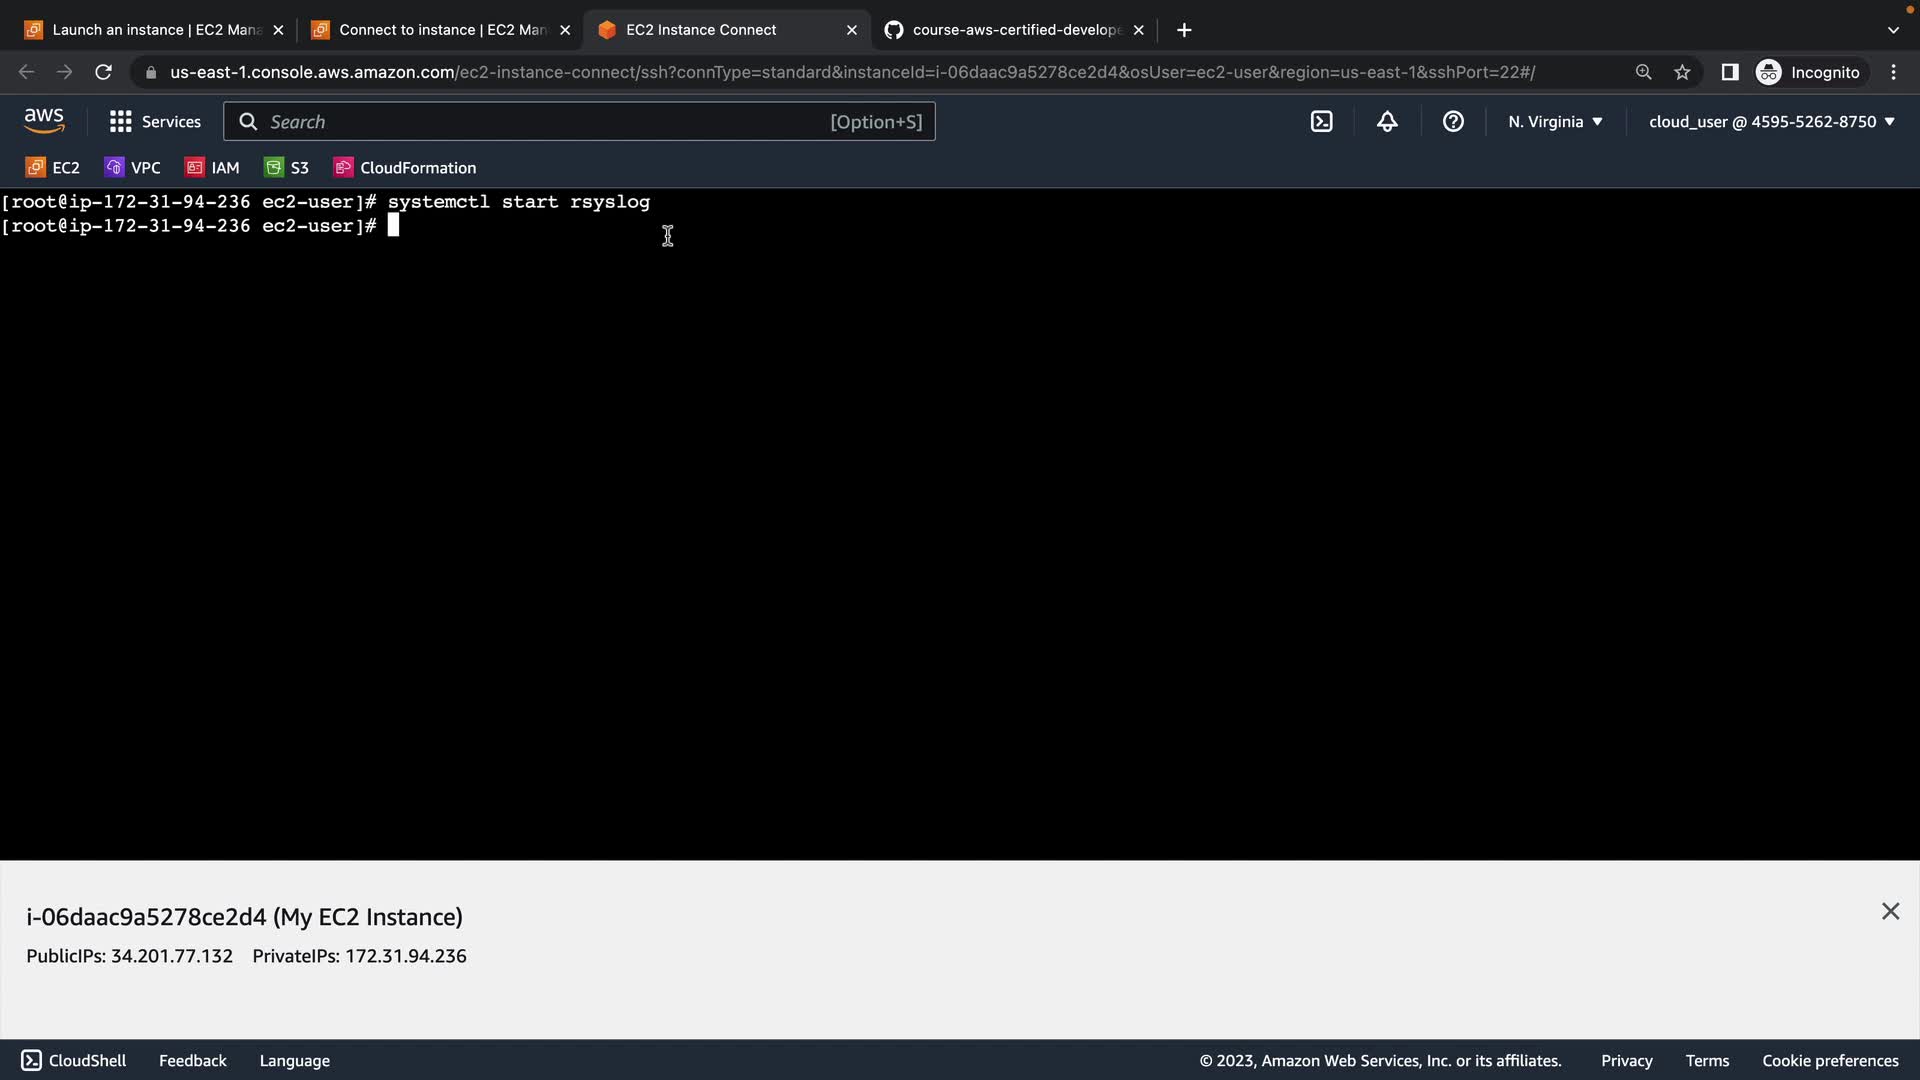 Launch an instance | EC2 Mana
Connect to instance | EC2 Man
EC2 Instance Connect
course-aws-certified-develope
us-east-1.console.aws.amazon.com/ec2-instance-connect/ssh?connType=standard&instanceId=i-06daac9a5278ce2d4&osUser=ec2-user&region=us-east-1&sshPort=22#/
Incognito
aws
Services
Search
[Option+S]
N. Virginia
cloud_user @ 4595-5262-8750
EC2
VPC
IAM
S3
CloudFormation
[root@ip-172-31-94-236 ec2-user]# systemctl start rsyslog
[root@ip-172-31-94-236 ec2-user]#
i-06daac9a5278ce2d4 (My EC2 Instance)
PublicIPs: 34.201.77.132 PrivateIPs: 172.31.94.236
CloudShell
Feedback
Language
© 2023, Amazon Web Services, Inc. or its affiliates.
Privacy
Terms
Cookie preferences